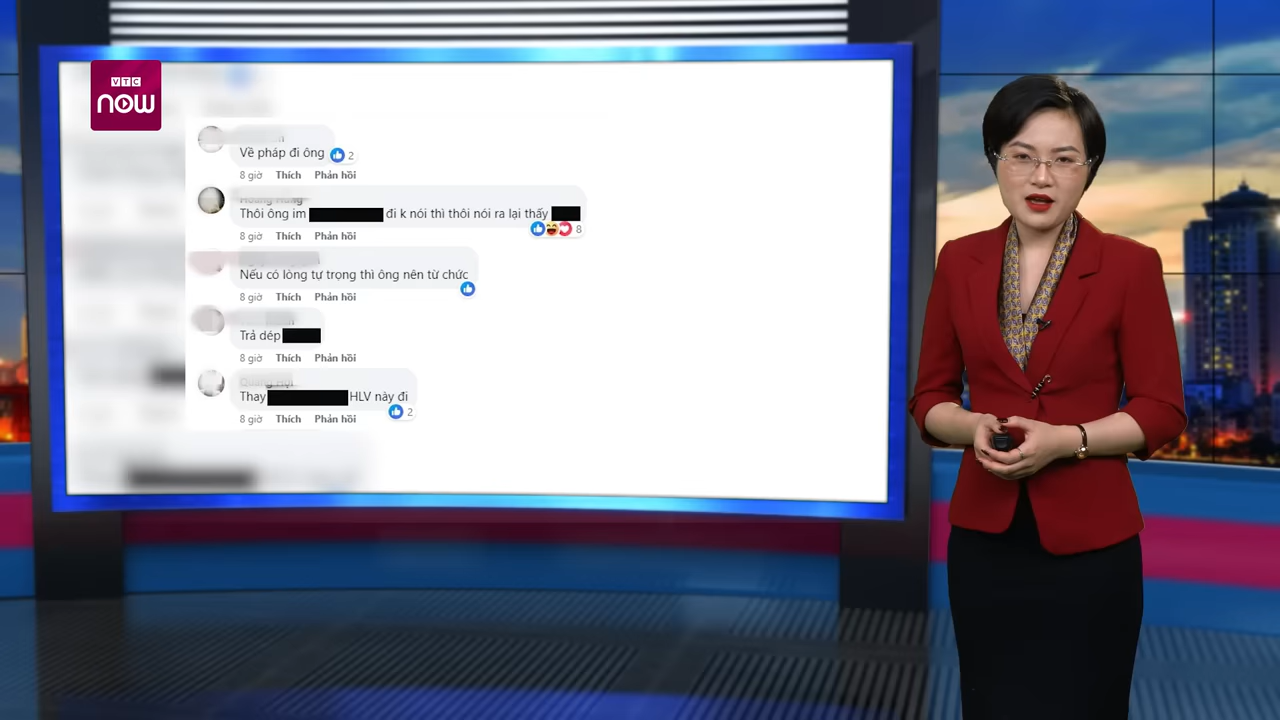 VTC
now
Về pháp đi ông
2
8 giờ Thích Phản hồi
Thôi ông im đi k nói thì thôi nói ra lại thấy
8
8 giờ Thích Phản hồi
Nếu có lòng tự trọng thì ông nên từ chức
8 giờ Thích Phản hồi
Trả dép
8 giờ Thích Phản hồi
Thay HLV này đi
2
8 giờ Thích Phản hồi